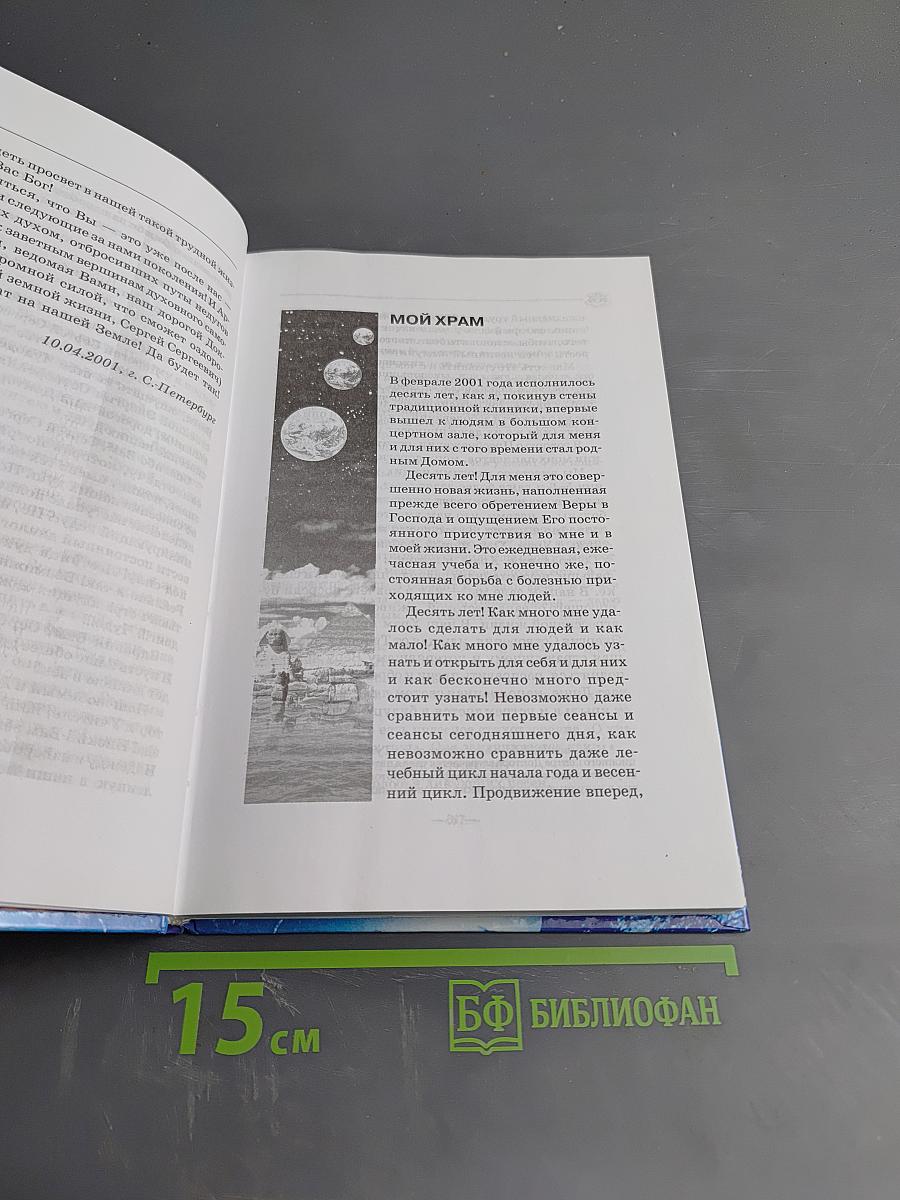 еть просвет в нашей такой трудной жиз-
Вас Бог!
ться, что Вы — это уже после нас —
и следующие за нами поколения! И Ар-
их духом, отбросивших путы недугов
к заветным вершинам духовного само-
ведомая Вами, наш дорогой Док-
ромной силой, что сможет оздоро-
й земной жизни, Сергей Сергеевич)
ат на нашей Земле! Да будет так!
10.04.2001. г. С.-Петербург
МОЙ ХРАМ
В феврале 2001 года исполнилось
десять лет, как я, покинув стены
традиционной клиники, впервые
вышел к людям в большом кон-
цертном зале, который для меня
и для них с того времени стал род-
ным Домом.
Десять лет! Для меня это совер-
шенно новая жизнь, наполненная
прежде всего обретением Веры в
Господа и ощущением Его посто-
янного присутствия во мне и в
моей жизни. Это ежедневная, еже-
часная учеба и, конечно же, по-
стоянная борьба с болезнью при-
ходящих ко мне людей.
Десять лет! Как много мне уда-
лось сделать для людей и как
мало! Как много мне удалось уз-
нать и открыть для себя и для них
и как бесконечно много пред-
стоит узнать! Невозможно даже
сравнить мои первые сеансы и
сеансы сегодняшнего дня, как
невозможно сравнить даже ле-
чебный цикл начала года и весен-
ний цикл. Продвижение вперед,
15 см
БФ БИБЛИОФАН